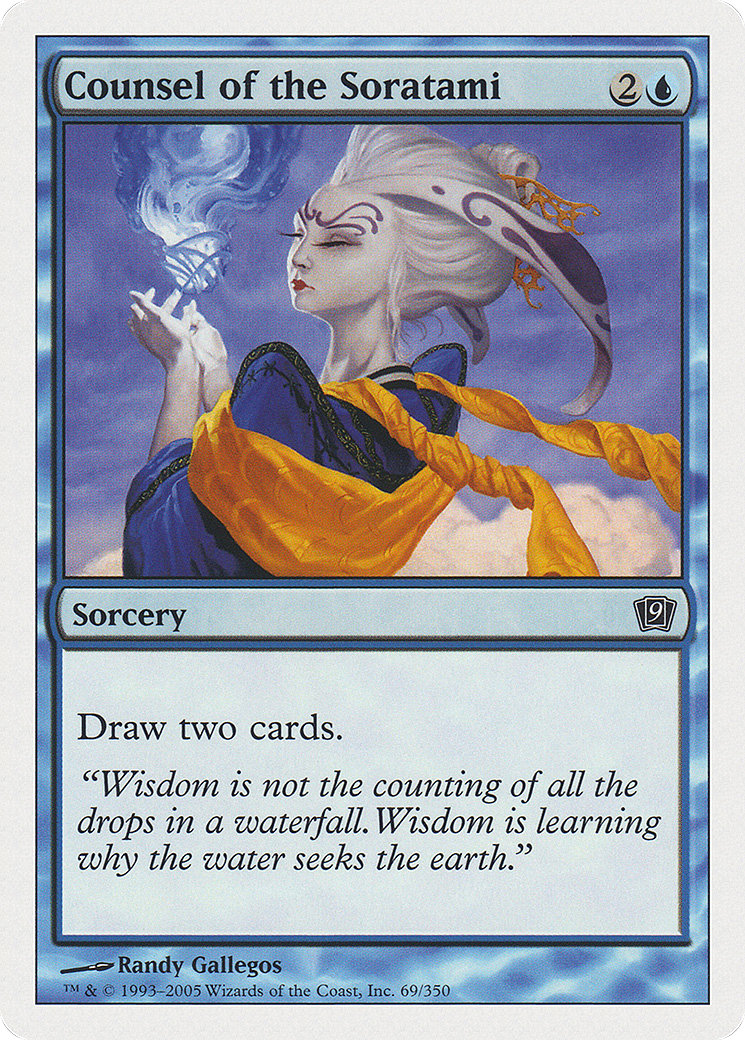 Counsel of the Soratami 2
Sorcery 9
Draw two cards.
“Wisdom is not the counting of all the
drops in a waterfall. Wisdom is learning
why the water seeks the earth.”
Randy Gallegos
™ & © 1993–2005 Wizards of the Coast, Inc. 69/350